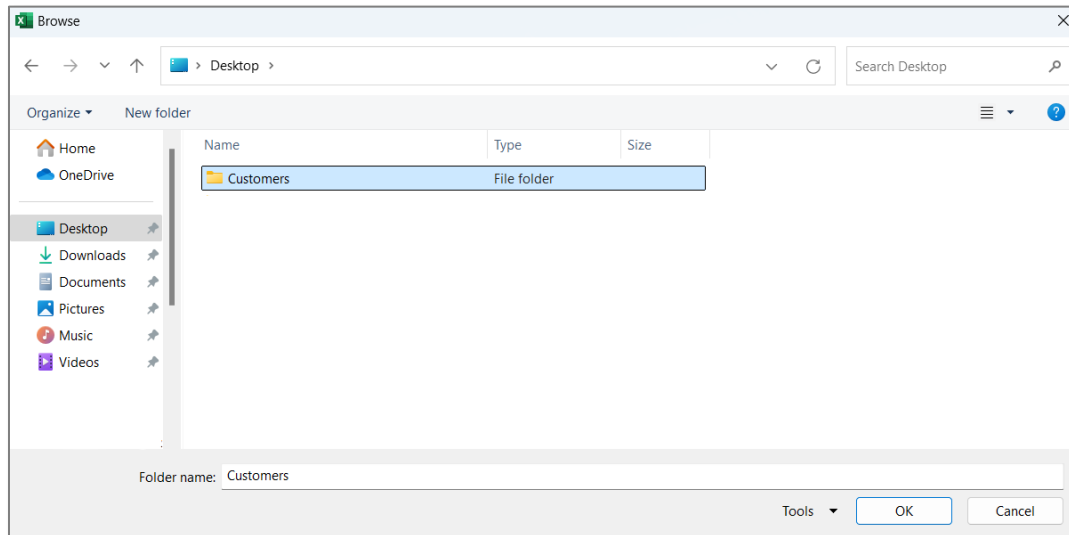 Browse
Desktop
Search Desktop
Organize
New folder
Home
OneDrive
Desktop
Downloads
Documents
Pictures
Music
Videos
Name Type Size
Customers File folder
Folder name: Customers
Tools OK Cancel